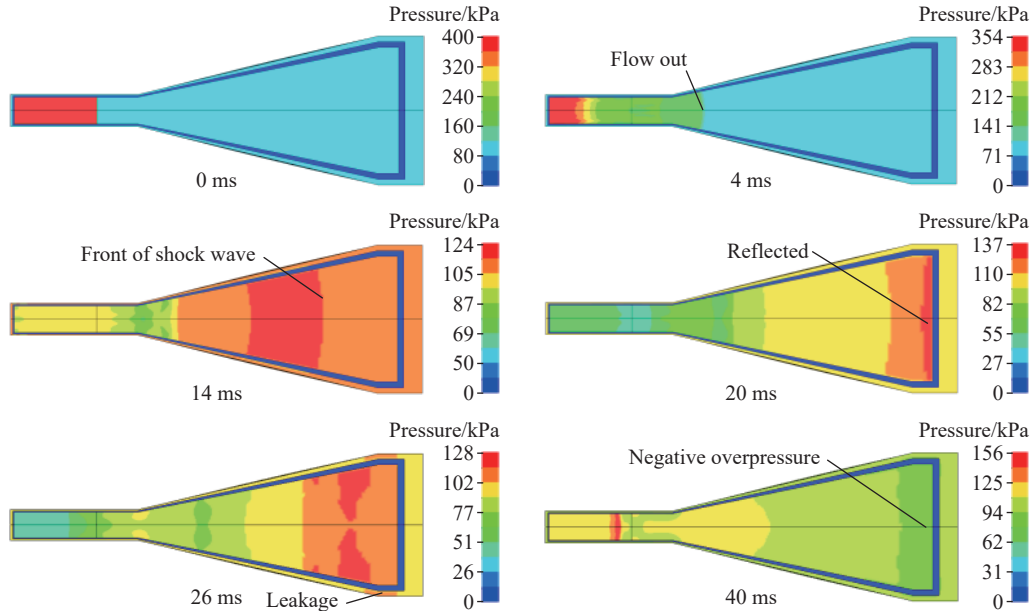 Pressure/kPa
400
320
240
160
80
0
0 ms
Pressure/kPa
354
283
212
141
71
0
Flow out
4 ms
Pressure/kPa
124
105
87
69
50
0
Front of shock wave
14 ms
Pressure/kPa
137
110
82
55
27
0
Reflected
20 ms
Pressure/kPa
128
102
77
51
26
0
26 ms
Leakage
Pressure/kPa
156
125
94
62
31
0
Negative overpressure
40 ms